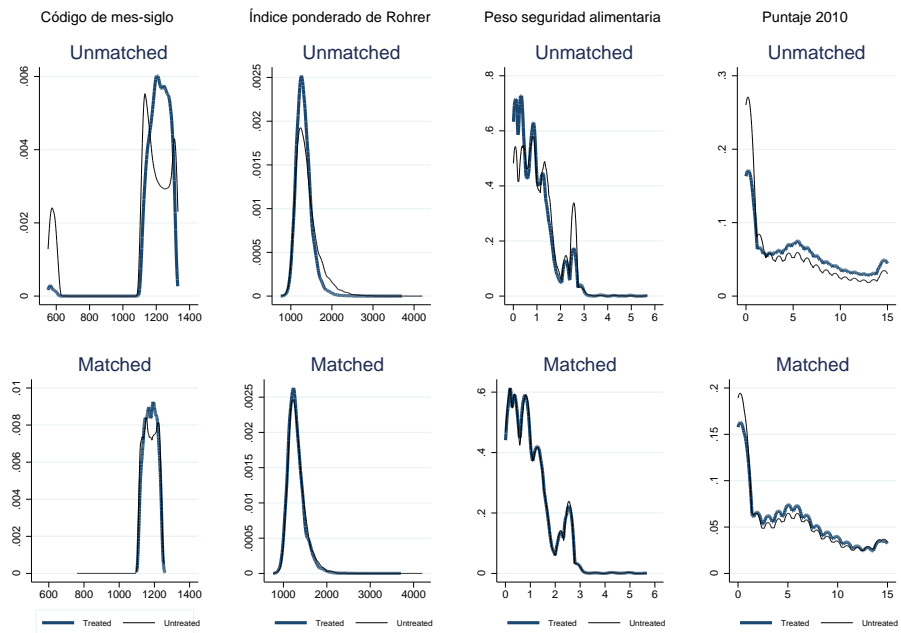 Código de mes-siglo
Índice ponderado de Rohrer
Peso seguridad alimentaria
Puntaje 2010
Unmatched
Unmatched
Unmatched
Unmatched
.006
.004
.002
0
600 800 1000 1200 1400
.0025
.002
.0015
.001
.0005
0
1000 2000 3000 4000
.8
.6
.4
.2
0
0 1 2 3 4 5 6
.3
.2
.1
0
0 5 10 15
Matched
Matched
Matched
Matched
.01
.008
.006
.004
.002
0
600 800 1000 1200 1400
.0025
.002
.0015
.001
.0005
0
1000 2000 3000 4000
.6
.4
.2
0
0 1 2 3 4 5 6
.2
.15
.1
.05
0
0 5 10 15
Treated Untreated
Treated Untreated
Treated Untreated
Treated Untreated